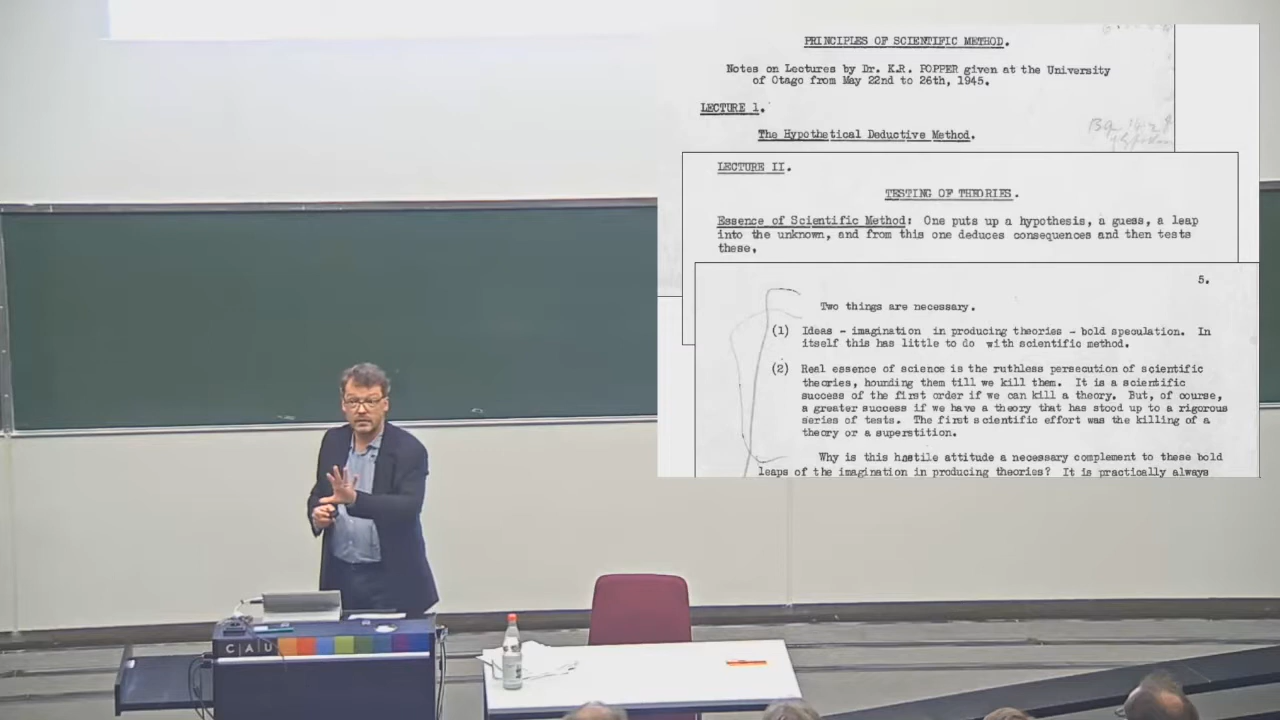 PRINCIPLES OF SCIENTIFIC METHOD.
Notes on Lectures by Dr. K.R. POPPER given at the University
of Otago from May 22nd to 26th, 1945.
LECTURE 1.
The Hypothetical Deductive Method.
LECTURE II.
TESTING OF THEORIES.
Essence of Scientific Method: One puts up a hypothesis, a guess, a leap
into the unknown, and from this one deduces consequences and then tests
these.
5.
Two things are necessary.
(1) Ideas - imagination in producing theories - bold speculation. In
itself this has little to do with scientific method.
(2) Real essence of science is the ruthless persecution of scientific
theories, hounding them till we kill them. It is a scientific
success of the first order if we can kill a theory. But, of course,
a greater success if we have a theory that has stood up to a rigorous
series of tests. The first scientific effort was the killing of a
theory or a superstition.
Why is this hostile attitude a necessary complement to these bold
leaps of the imagination in producing theories? It is practically always
C|A|U